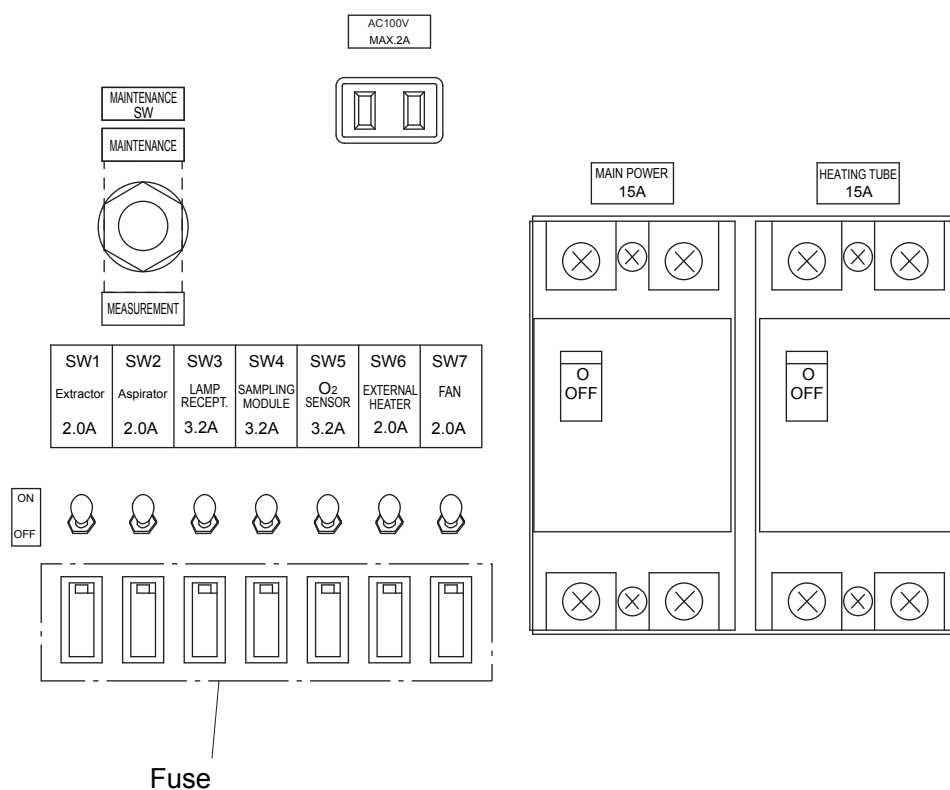 AC100V
MAX.2A
MAINTENANCE
SW
MAINTENANCE
MEASUREMENT
MAIN POWER
15A
HEATING TUBE
15A
SW1
Extractor
2.0A
SW2
Aspirator
2.0A
SW3
LAMP
RECEPT.
3.2A
SW4
SAMPLING
MODULE
3.2A
SW5
O2
SENSOR
3.2A
SW6
EXTERNAL
HEATER
2.0A
SW7
FAN
2.0A
O
OFF
O
OFF
ON
OFF
Fuse